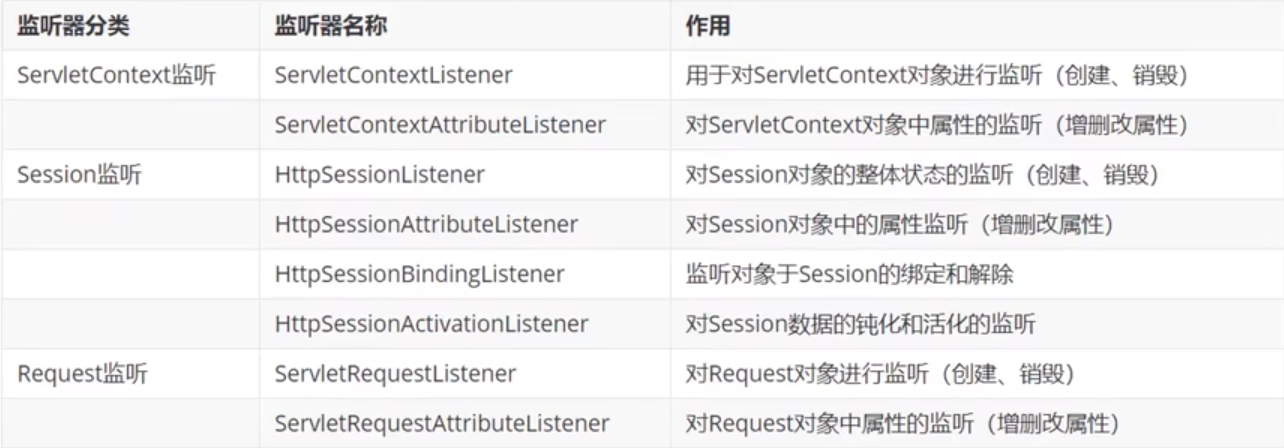 监听器分类 监听器名称 作用
ServletContext监听 ServletContextListener 用于对ServletContext对象进行监听（创建、销毁）
ServletContextAttributeListener 对ServletContext对象中属性的监听（增删改属性）
Session监听 HttpSessionListener 对Session对象的整体状态的监听（创建、销毁）
HttpSessionAttributeListener 对Session对象中的属性监听（增删改属性）
HttpSessionBindingListener 监听对象于Session的绑定和解除
HttpSessionActivationListener 对Session数据的钝化和活化的监听
Request监听 ServletRequestListener 对Request对象进行监听（创建、销毁）
ServletRequestAttributeListener 对Request对象中属性的监听（增删改属性）